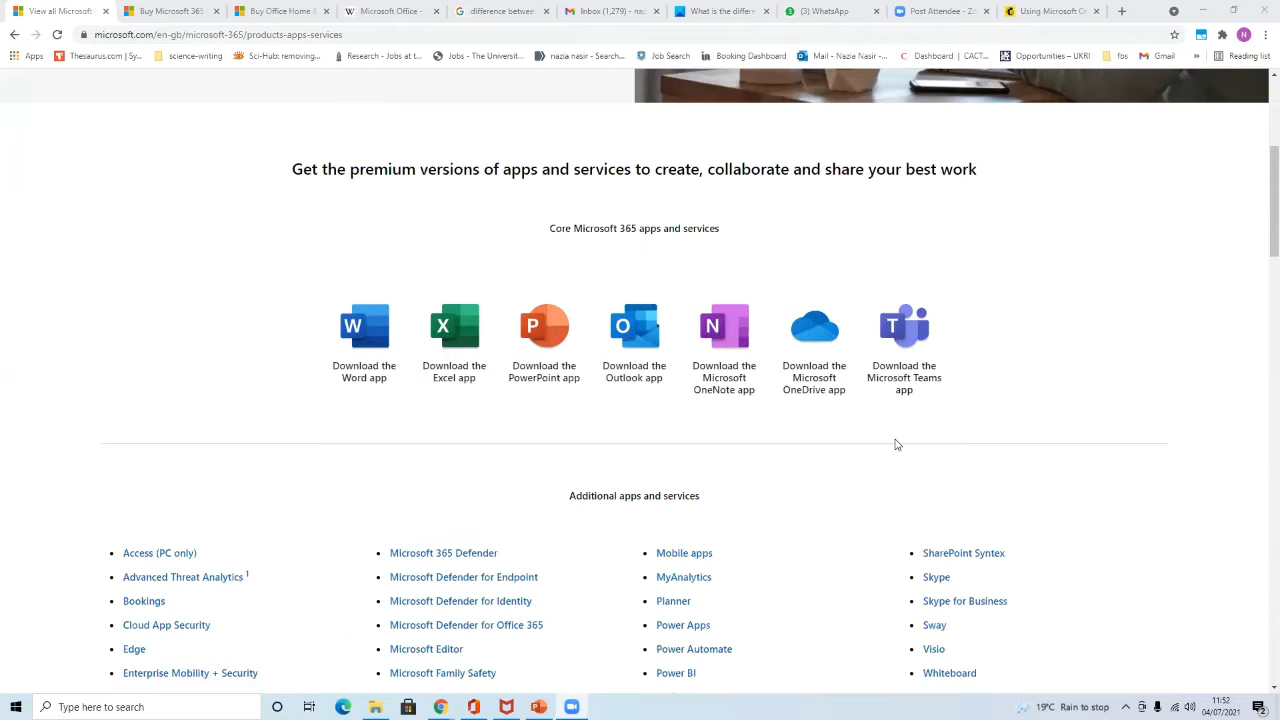 View all Microsoft
Buy Microsoft 365
Buy Office Home &
Microsoft Office -
difference between
Inbox (1,279) - naz
What is the differ
(3) WhatsApp
Post Attendee - Zo
Using Microsoft O
microsoft.com/en-gb/microsoft-365/products-apps-services
N
Apps
Thesaurus.com | Sy...
science-writing
Sci-Hub: removing...
Research - Jobs at t...
Jobs - The Universit...
nazia nasir - Search...
Job Search
Booking Dashboard
Mail - Nazia Nasir -...
Dashboard | CACT...
Opportunities – UKRI
fbs
Gmail
»
Reading list
Get the premium versions of apps and services to create, collaborate and share your best work
Core Microsoft 365 apps and services
W
X
P
O
N
T
Download the Word app
Download the Excel app
Download the PowerPoint app
Download the Outlook app
Download the Microsoft OneNote app
Download the Microsoft OneDrive app
Download the Microsoft Teams app
Additional apps and services
Access (PC only)
Advanced Threat Analytics 1
Bookings
Cloud App Security
Edge
Enterprise Mobility + Security
Microsoft 365 Defender
Microsoft Defender for Endpoint
Microsoft Defender for Identity
Microsoft Defender for Office 365
Microsoft Editor
Microsoft Family Safety
Mobile apps
MyAnalytics
Planner
Power Apps
Power Automate
Power BI
SharePoint Syntex
Skype
Skype for Business
Sway
Visio
Whiteboard
Type here to search
19°C Rain to stop
11:52
04/07/2021
2